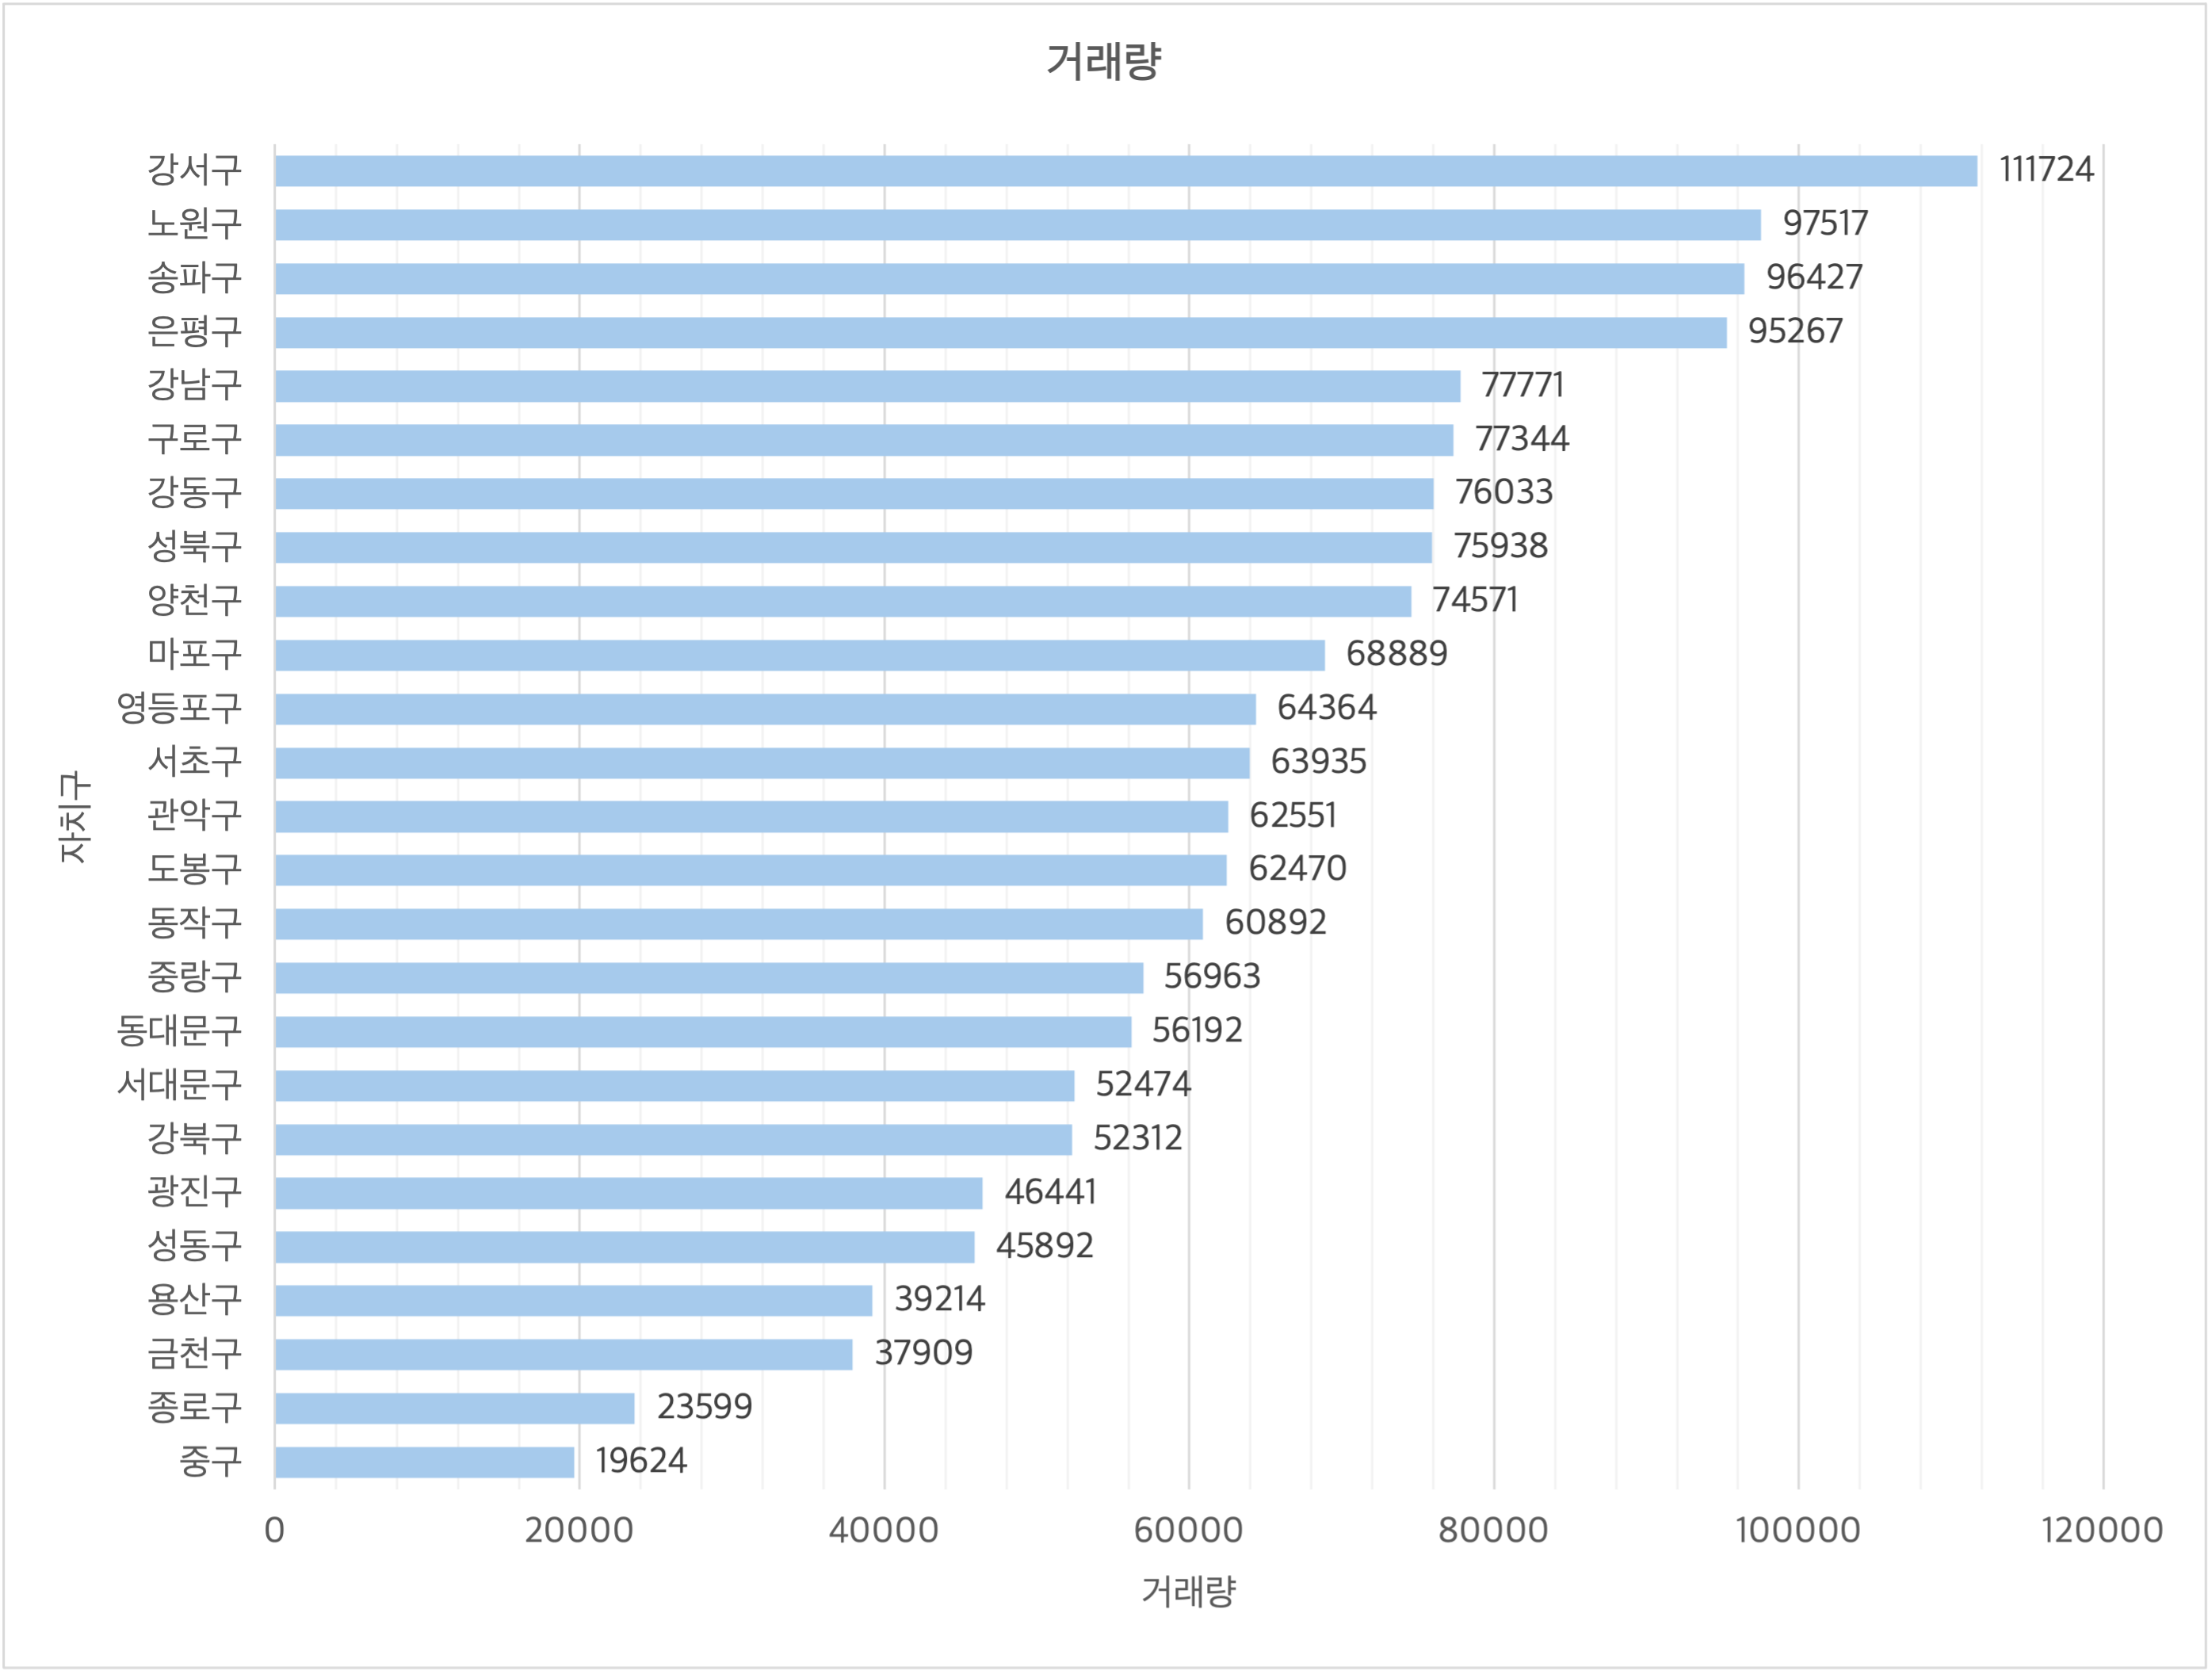 거래량
강서구 111724
노원구 97517
송파구 96427
은평구 95267
강남구 77771
구로구 77344
강동구 76033
성북구 75938
양천구 74571
마포구 68889
영등포구 64364
서초구 63935
관악구 62551
도봉구 62470
동작구 60892
중랑구 56963
동대문구 56192
서대문구 52474
강북구 52312
광진구 46441
성동구 45892
용산구 39214
금천구 37909
종로구 23599
중구 19624
자치구
0 20000 40000 60000 80000 100000 120000
거래량